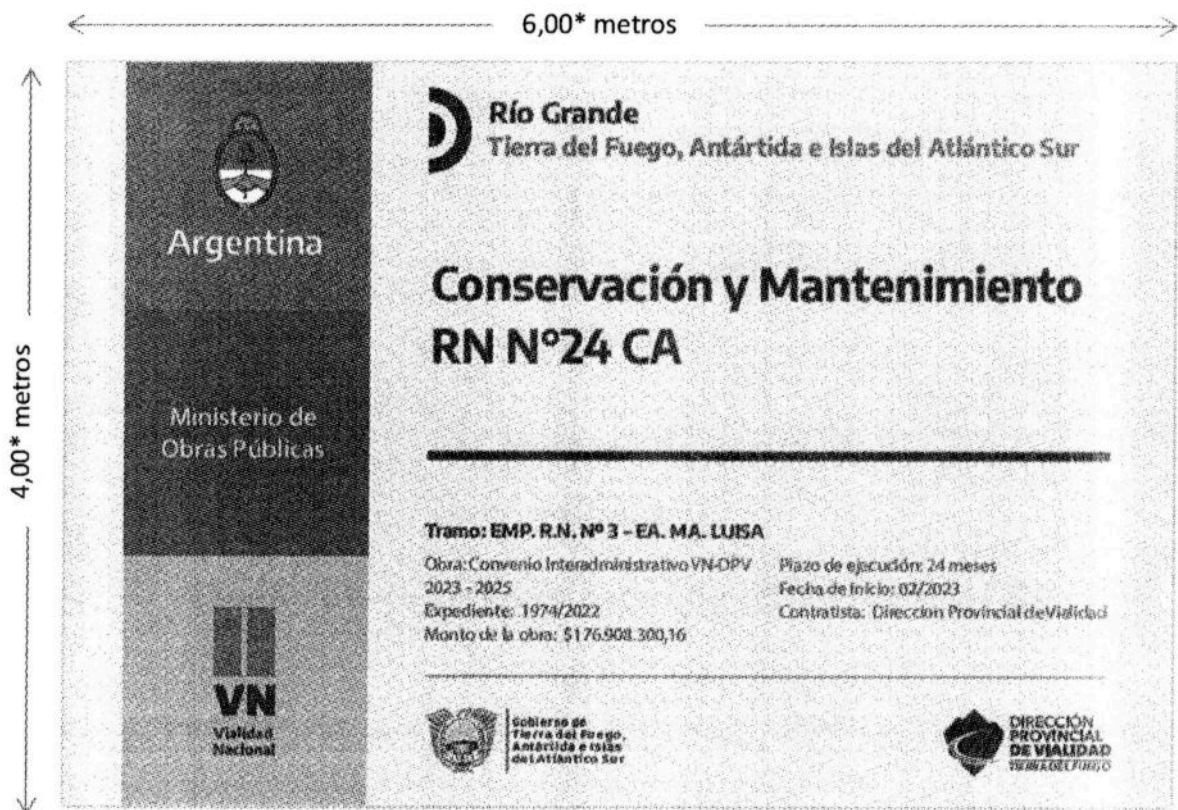 6,00* metros
4,00* metros
Argentina
Ministerio de
Obras Públicas
VN
Vialidad
Nacional
Río Grande
Tierra del Fuego, Antártida e Islas del Atlántico Sur
Conservación y Mantenimiento
RN N°24 CA
Tramo: EMP. R.N. Nº 3 – EA. MA. LUISA
Obra: Convenio Interadministrativo VN-DPV
2023 - 2025
Expediente: 1974/2022
Monto de la obra: $176.908.300,16
Plazo de ejecución: 24 meses
Fecha de Inicio: 02/2023
Contratista: Direccion Provincial de Vialidad
Gobierno de
Tierra del Fuego,
Antártida e Islas
del Atlántico Sur
DIRECCIÓN
PROVINCIAL
DE VIALIDAD
TIERRA DEL FUEGO